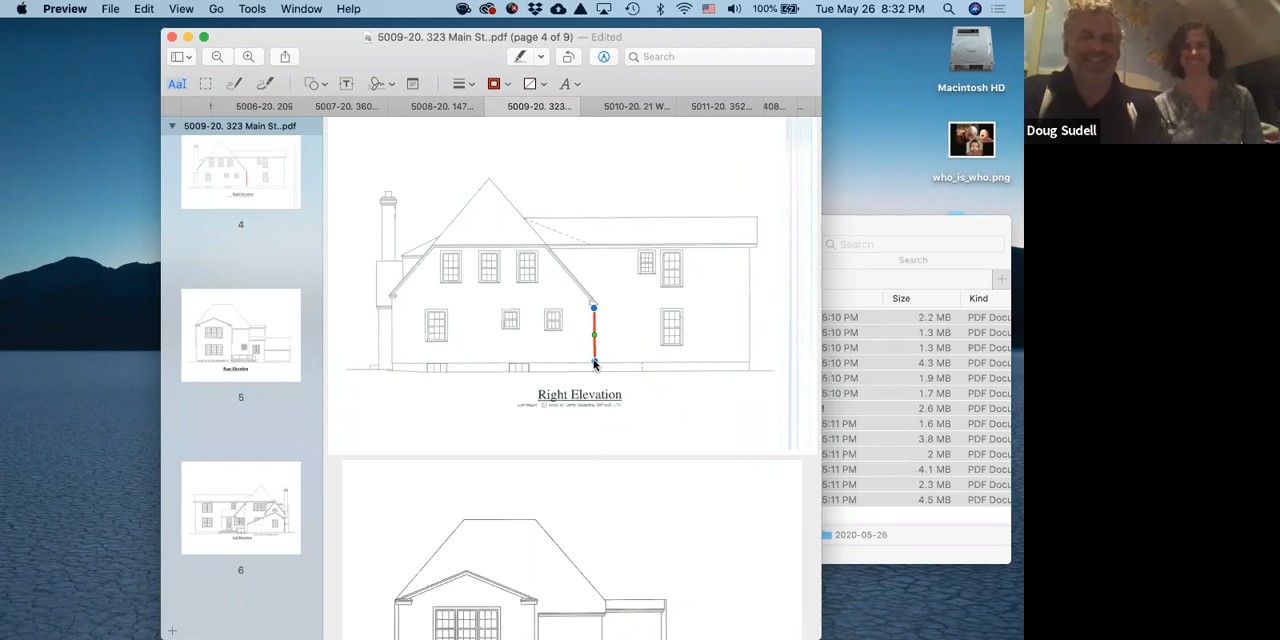 Preview File Edit View Go Tools Window Help 100% Tue May 26 8:32 PM
5009-20. 323 Main St..pdf (page 4 of 9) — Edited
Search
AaI
5006-20. 209 5007-20. 360... 5008-20. 147... 5009-20. 323... 5010-20. 21 W... 5011-20. 352... 408... ...
5009-20. 323 Main St..pdf
4
5
6
Right Elevation
Right Elevation
Macintosh HD
who_is_who.png
Doug Sudell
Search
Search
Size Kind
5:10 PM 2.2 MB PDF Docu
5:10 PM 1.3 MB PDF Docu
5:10 PM 1.3 MB PDF Docu
5:10 PM 4.3 MB PDF Docu
5:10 PM 1.9 MB PDF Docu
5:10 PM 1.7 MB PDF Docu
2.6 MB PDF Docu
5:11 PM 1.6 MB PDF Docu
5:11 PM 3.8 MB PDF Docu
5:11 PM 2 MB PDF Docu
5:11 PM 4.1 MB PDF Docu
5:11 PM 2.3 MB PDF Docu
5:11 PM 4.5 MB PDF Docu
2020-05-26